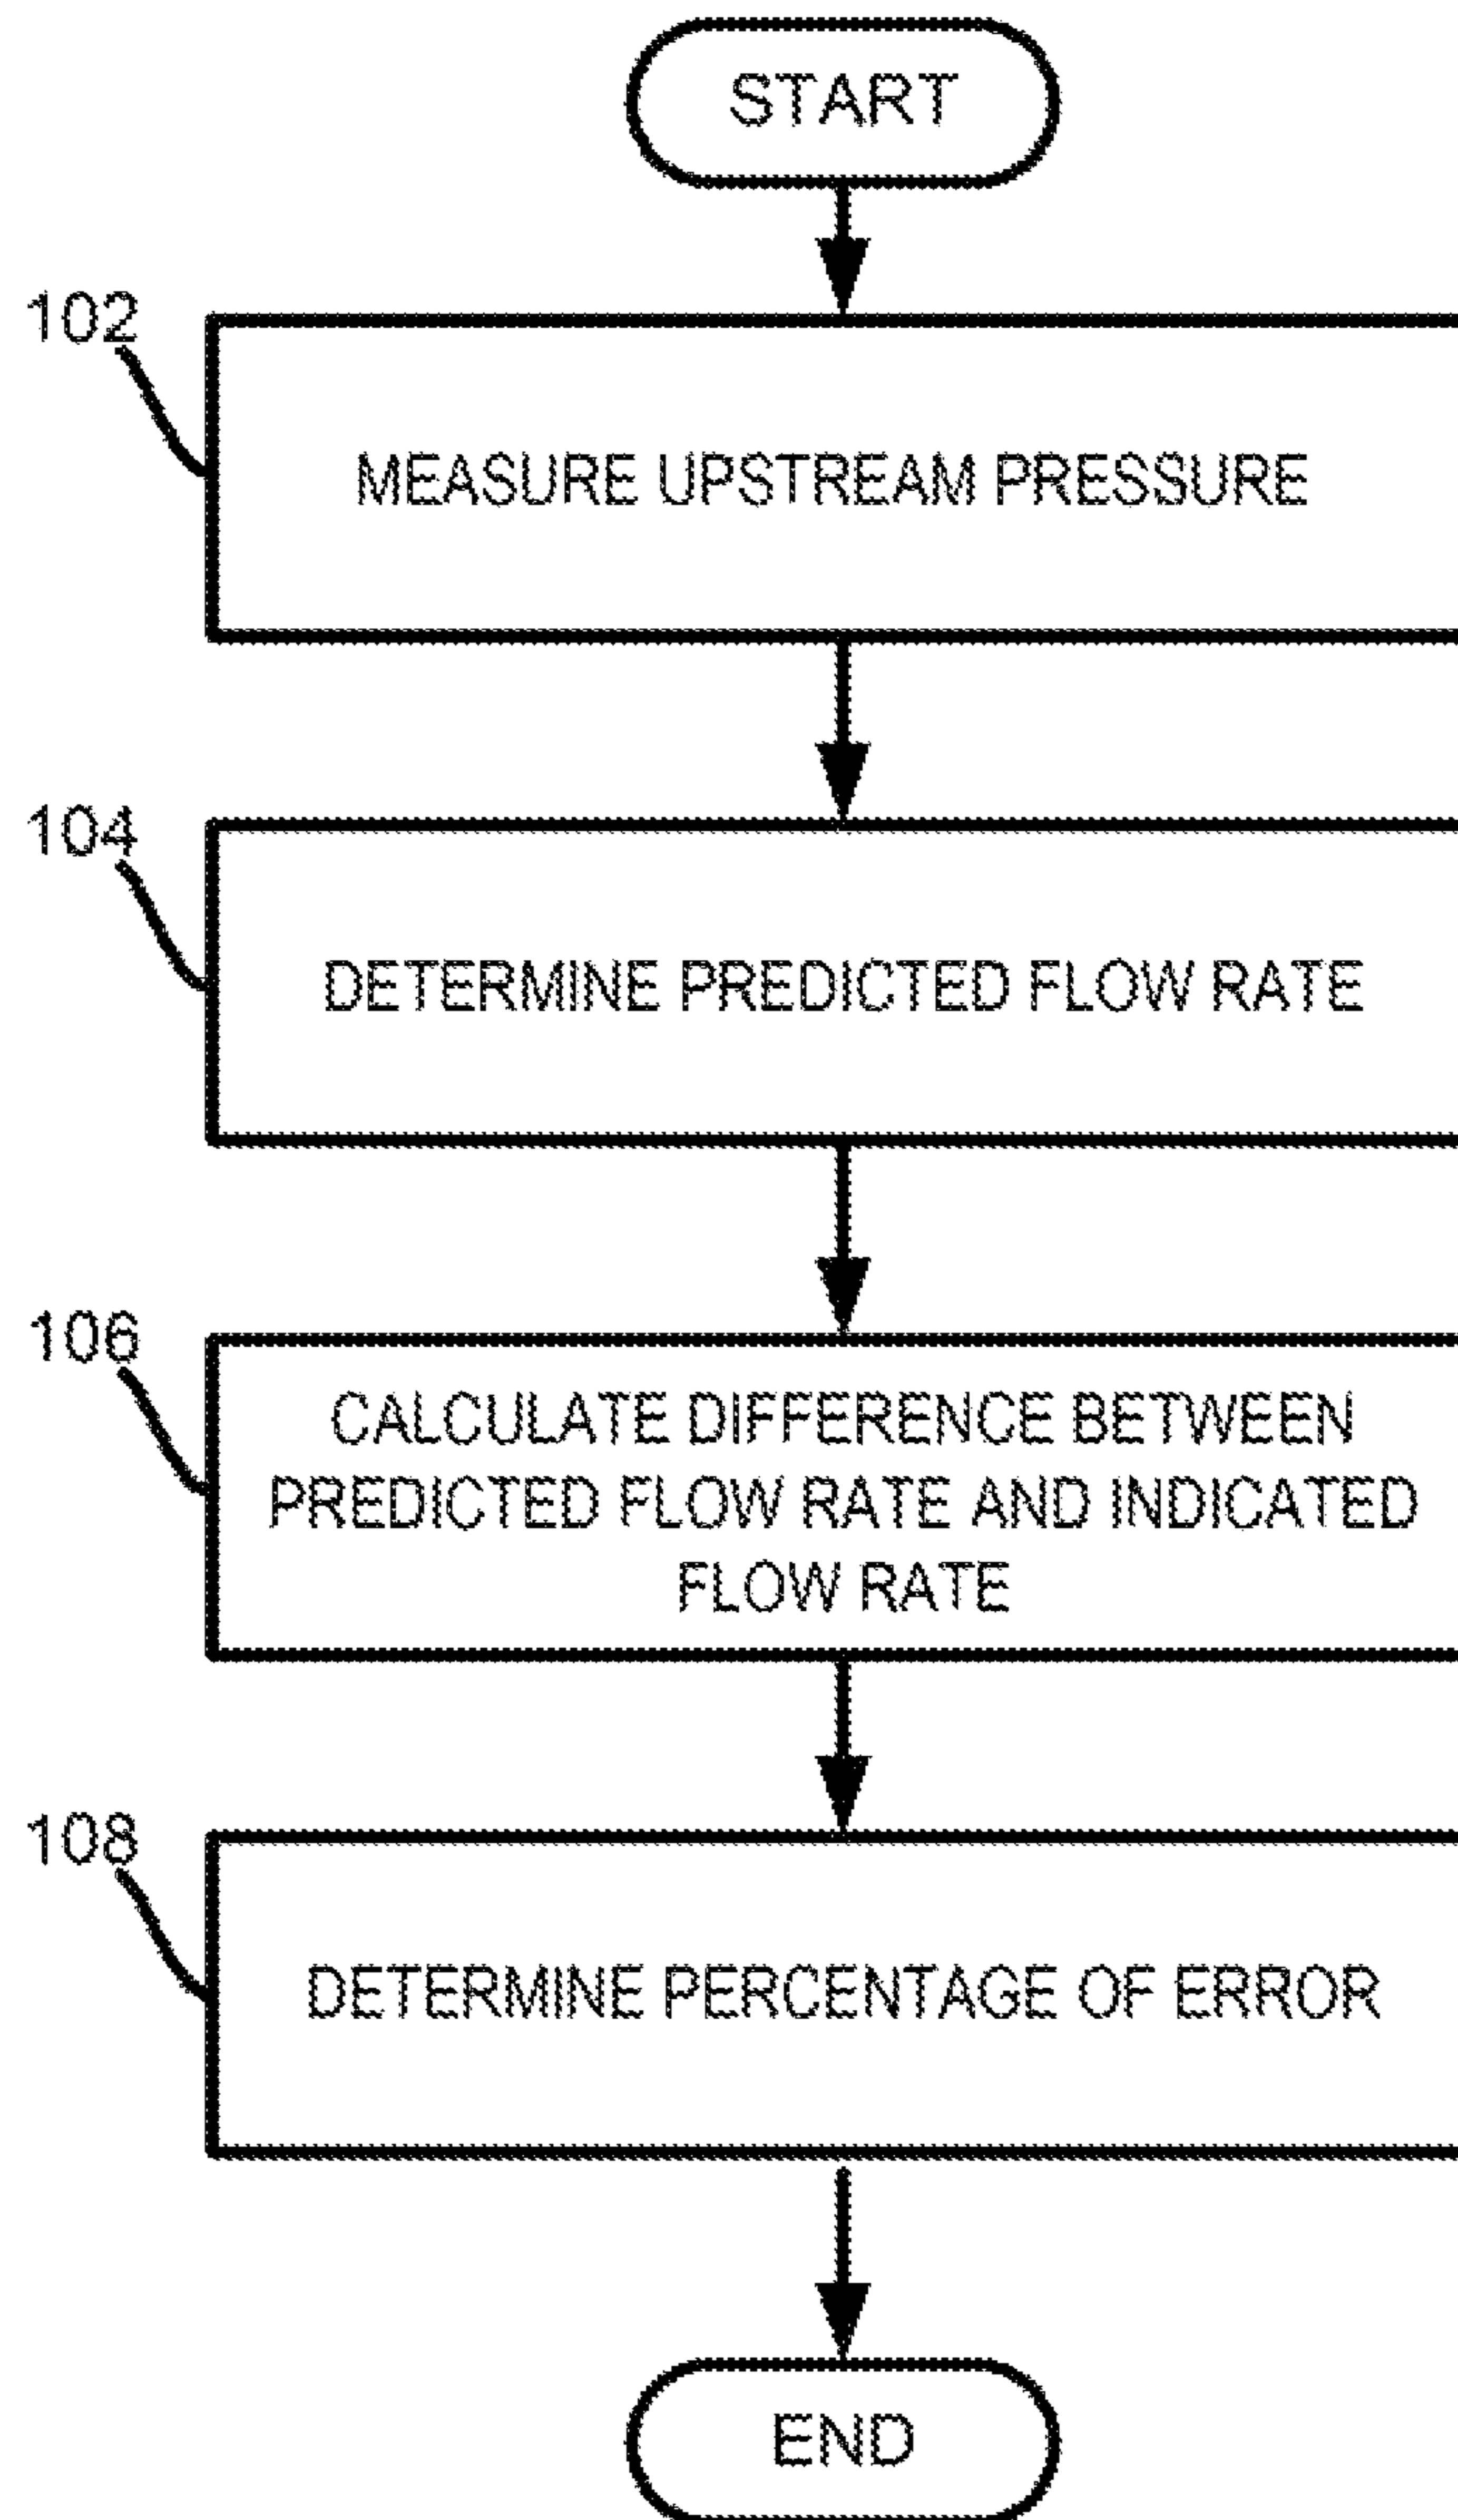 START
102
MEASURE UPSTREAM PRESSURE
104
DETERMINE PREDICTED FLOW RATE
106
CALCULATE DIFFERENCE BETWEEN
PREDICTED FLOW RATE AND INDICATED
FLOW RATE
108
DETERMINE PERCENTAGE OF ERROR
END